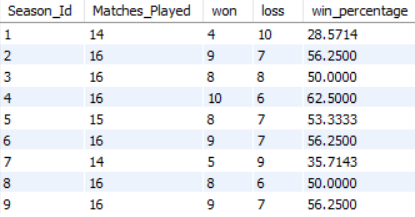 Season_Id Matches_Played won loss win_percentage
1 14 4 10 28.5714
2 16 9 7 56.2500
3 16 8 8 50.0000
4 16 10 6 62.5000
5 15 8 7 53.3333
6 16 9 7 56.2500
7 14 5 9 35.7143
8 16 8 6 50.0000
9 16 9 7 56.2500